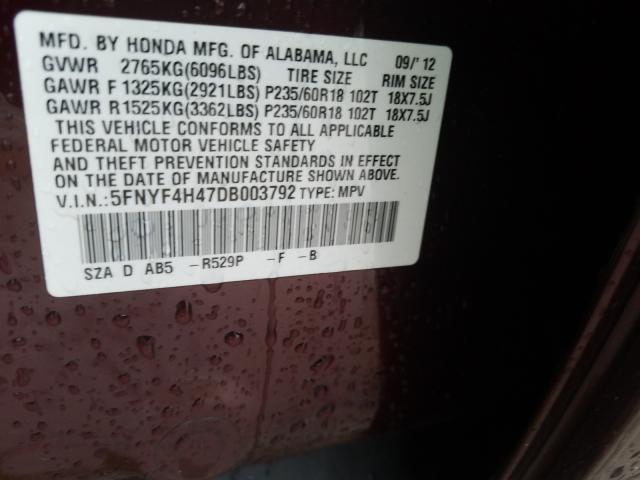 MFD. BY HONDA MFG. OF ALABAMA, LLC 09/'12
GVWR 2765KG(6096LBS) TIRE SIZE RIM SIZE
GAWR F 1325KG(2921LBS) P235/60R18 102T 18X7.5J
GAWR R 1525KG(3362LBS) P235/60R18 102T 18X7.5J
THIS VEHICLE CONFORMS TO ALL APPLICABLE
FEDERAL MOTOR VEHICLE SAFETY
AND THEFT PREVENTION STANDARDS IN EFFECT
ON THE DATE OF MANUFACTURE SHOWN ABOVE.
V.I.N.:5FNYF4H47DB003792 TYPE: MPV
SZA D AB5 -R529P -F -B